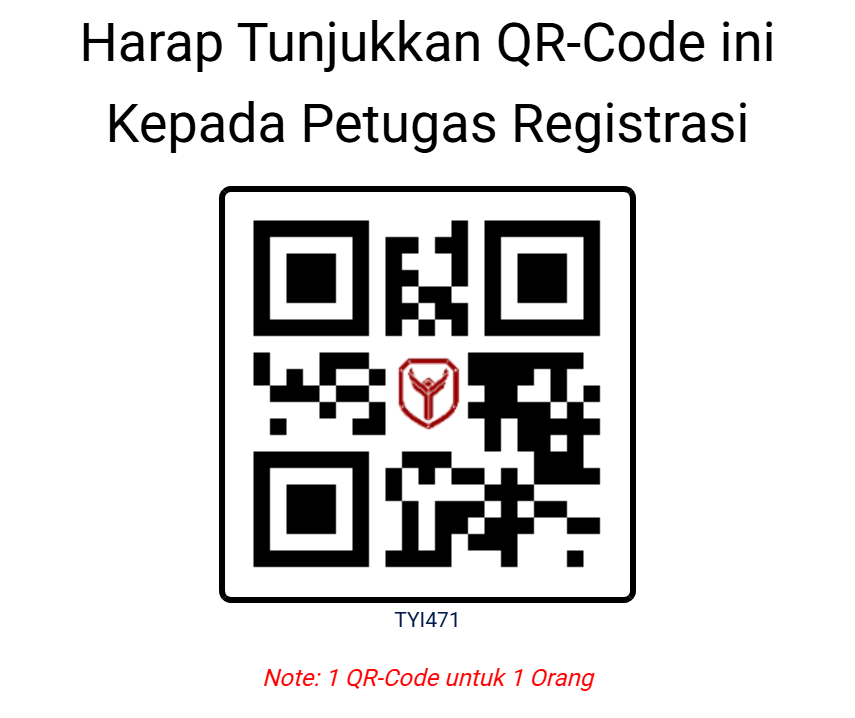 Harap Tunjukkan QR-Code ini
Kepada Petugas Registrasi
TYI471
Note: 1 QR-Code untuk 1 Orang